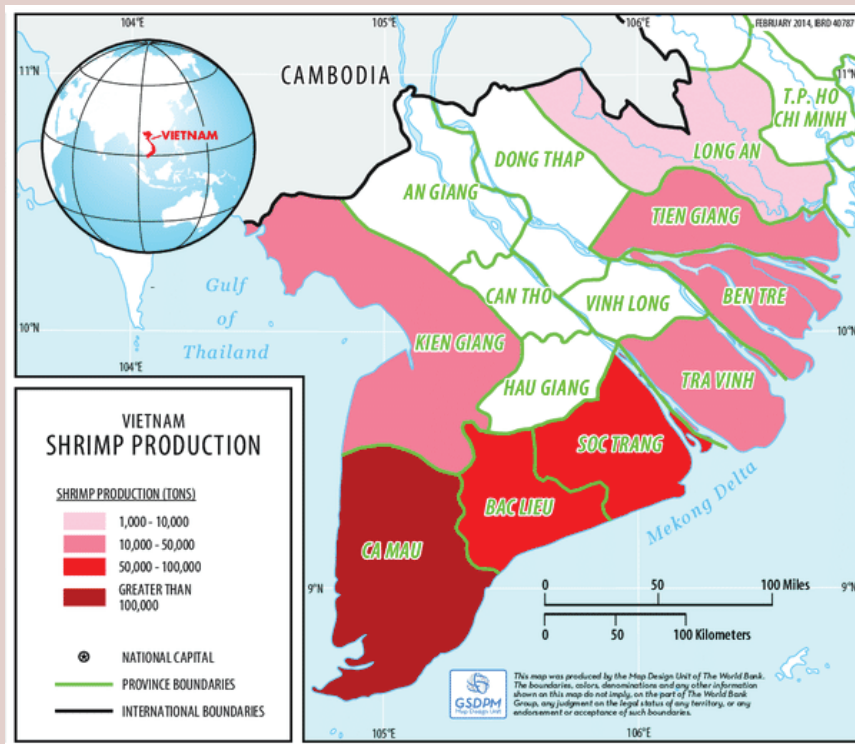 104°E
105°E
106°E
FEBRUARY 2014, IBRD 40787
11°N
11°N
CAMBODIA
VIETNAM
T.P. HO
CHI MINH
LONG AN
DONG THAP
AN GIANG
TIEN GIANG
Gulf
of
Thailand
CAN THO
VINH LONG
BEN TRE
10°N
10°N
KIEN GIANG
104°E
HAU GIANG
TRA VINH
SOC TRANG
BAC LIEU
Mekong Delta
CA MAU
9°N
9°N
VIETNAM
SHRIMP PRODUCTION
SHRIMP PRODUCTION (TONS)
1,000 - 10,000
10,000 - 50,000
50,000 - 100,000
GREATER THAN
100,000
NATIONAL CAPITAL
PROVINCE BOUNDARIES
INTERNATIONAL BOUNDARIES
0 50 100 Miles
0 50 100 Kilometers
GSDPM
Map Design Unit
This map was produced by the Map Design Unit of The World Bank.
The boundaries, colors, denominations and any other information
shown on this map do not imply, on the part of The World Bank
Group, any judgment on the legal status of any territory, or any
endorsement or acceptance of such boundaries.
105°E
106°E